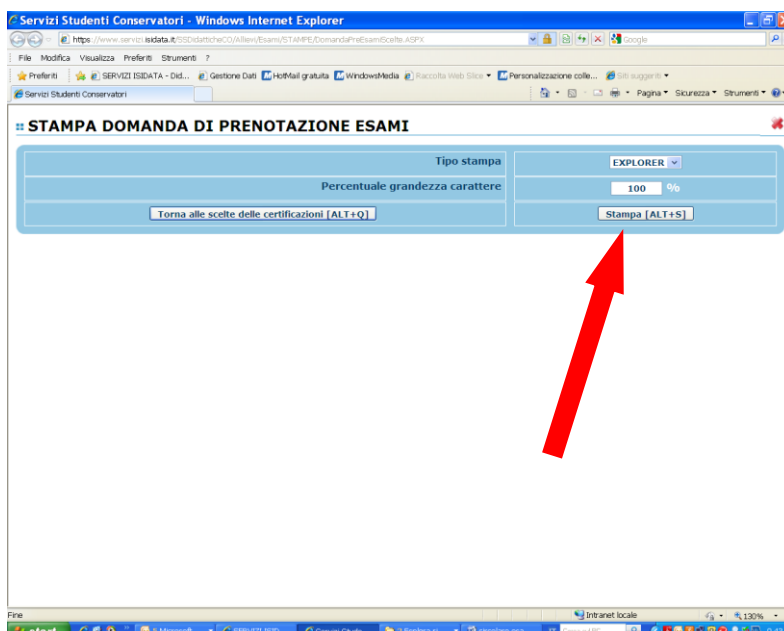 Servizi Studenti Conservatori - Windows Internet Explorer
https://www.servizi.isidata.it/SSDidatticheCO/Allievi/Esami/STAMPE/DomandaPreEsamiScelte.ASPX
Google
File Modifica Visualizza Preferiti Strumenti ?
Preferiti SERVIZI ISIDATA - Did... Gestione Dati HotMail gratuita WindowsMedia Raccolta Web Slice Personalizzazione colle... Siti suggeriti
Servizi Studenti Conservatori Pagina Sicurezza Strumenti
:: STAMPA DOMANDA DI PRENOTAZIONE ESAMI
Tipo stampa EXPLORER
Percentuale grandezza carattere 100 %
Torna alle scelte delle certificazioni [ALT+Q] Stampa [ALT+S]
Fine Intranet locale 130%